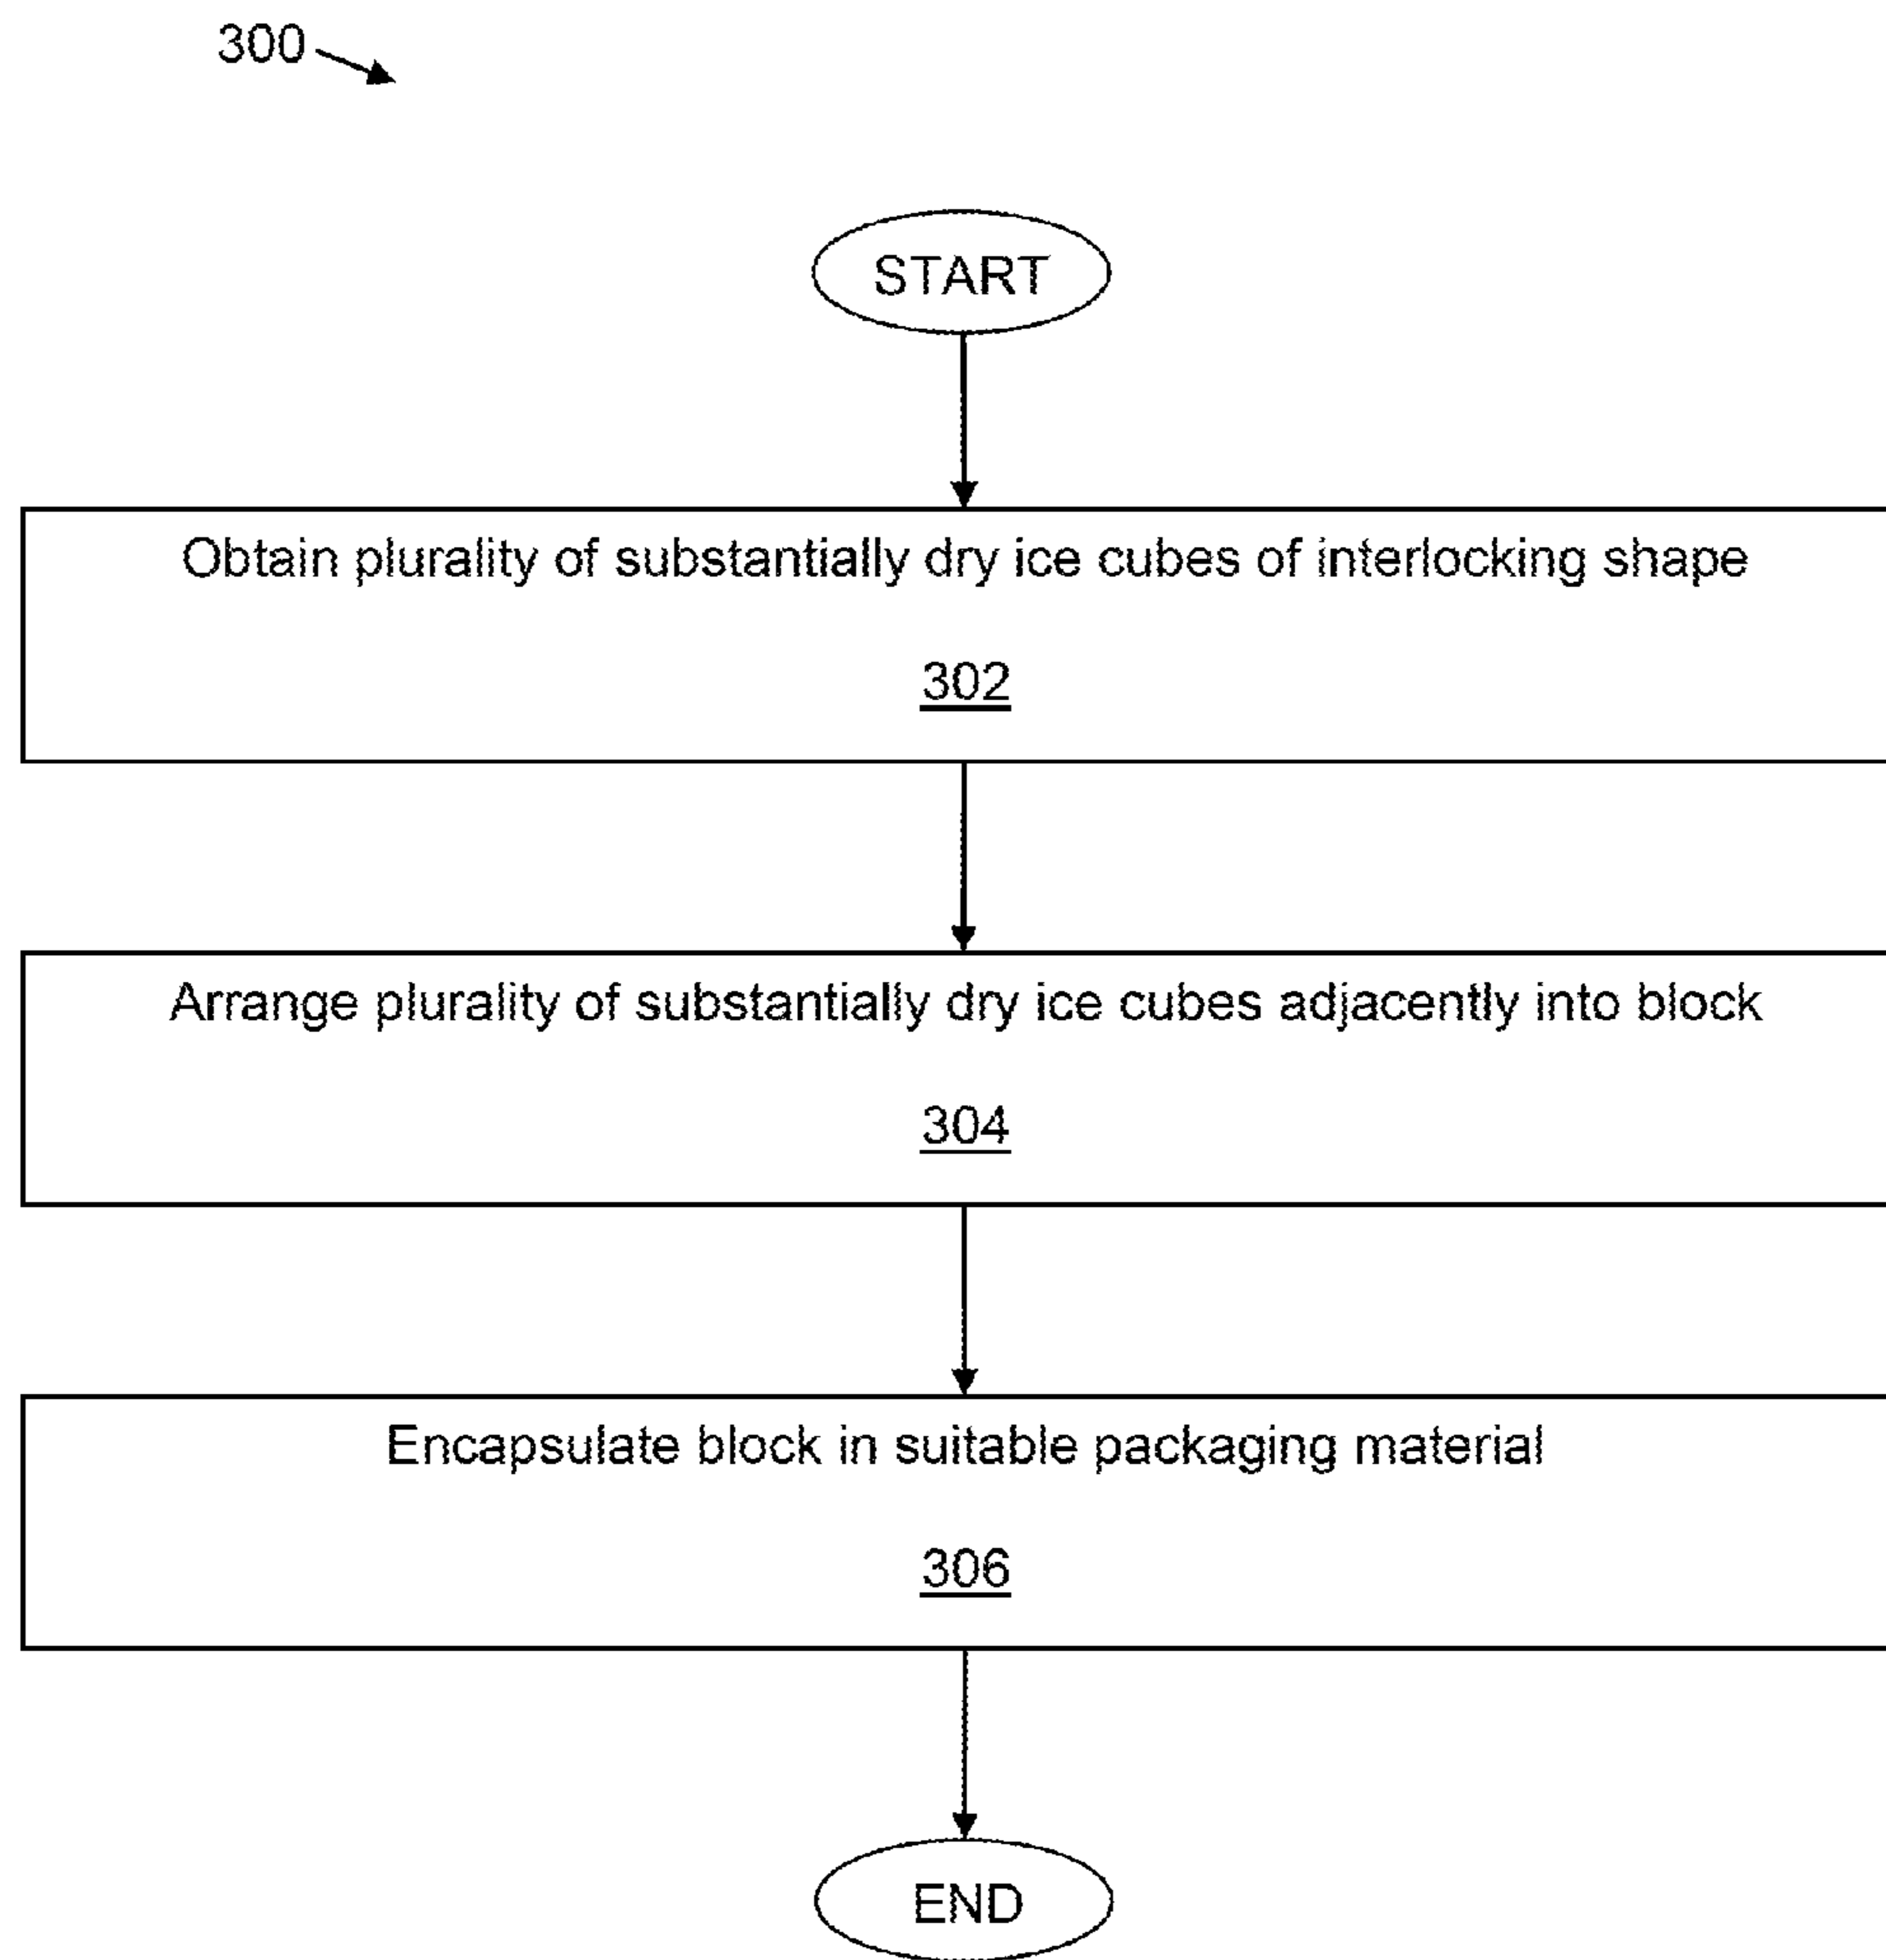 300
START
Obtain plurality of substantially dry ice cubes of interlocking shape
302
Arrange plurality of substantially dry ice cubes adjacently into block
304
Encapsulate block in suitable packaging material
306
END